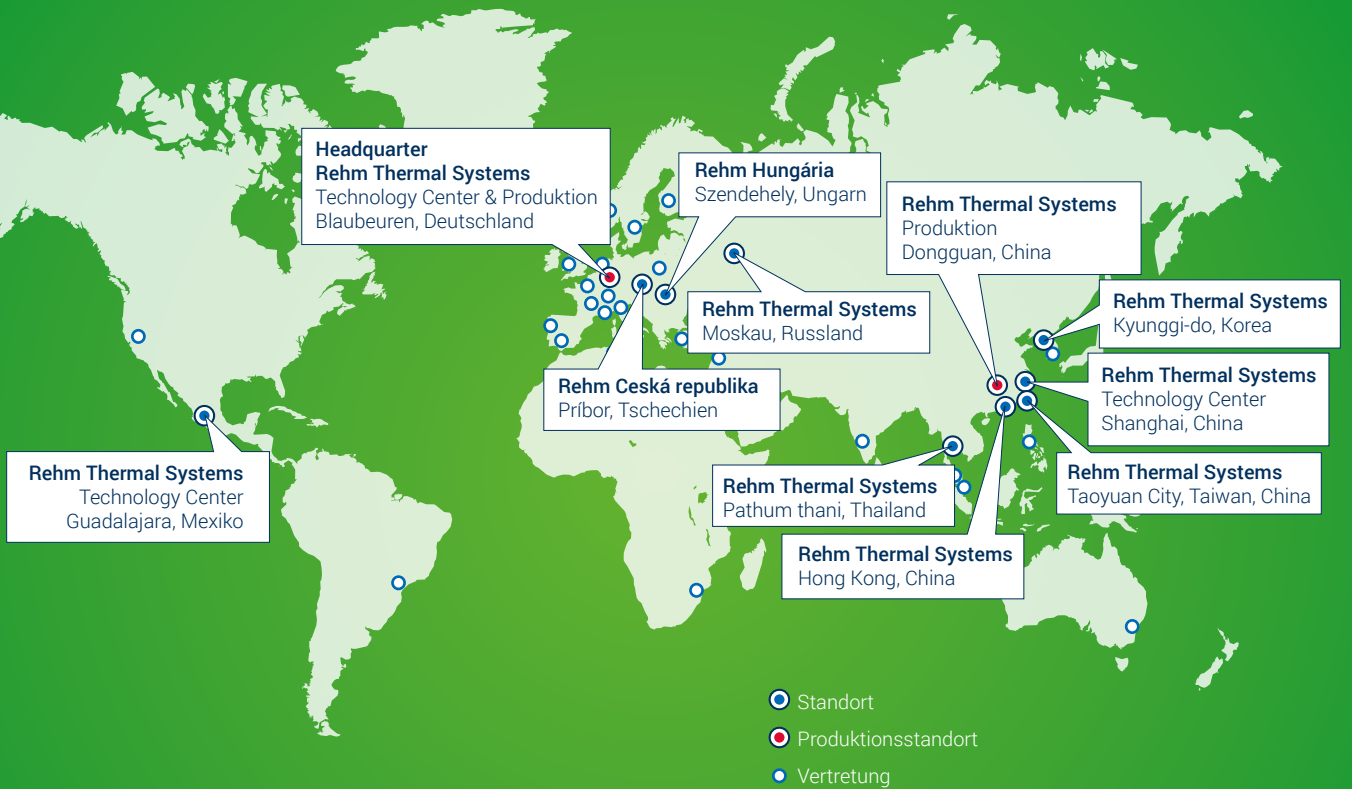 Headquarter
Rehm Thermal Systems
Technology Center & Produktion
Blaubeuren, Deutschland
Rehm Hungária
Szendehely, Ungarn
Rehm Thermal Systems
Produktion
Dongguan, China
Rehm Thermal Systems
Kyunggi-do, Korea
Rehm Thermal Systems
Moskau, Russland
Rehm Thermal Systems
Technology Center
Shanghai, China
Rehm Ceská republika
Príbor, Tschechien
Rehm Thermal Systems
Technology Center
Guadalajara, Mexiko
Rehm Thermal Systems
Pathum thani, Thailand
Rehm Thermal Systems
Taoyuan City, Taiwan, China
Rehm Thermal Systems
Hong Kong, China
Standort
Produktionsstandort
Vertretung